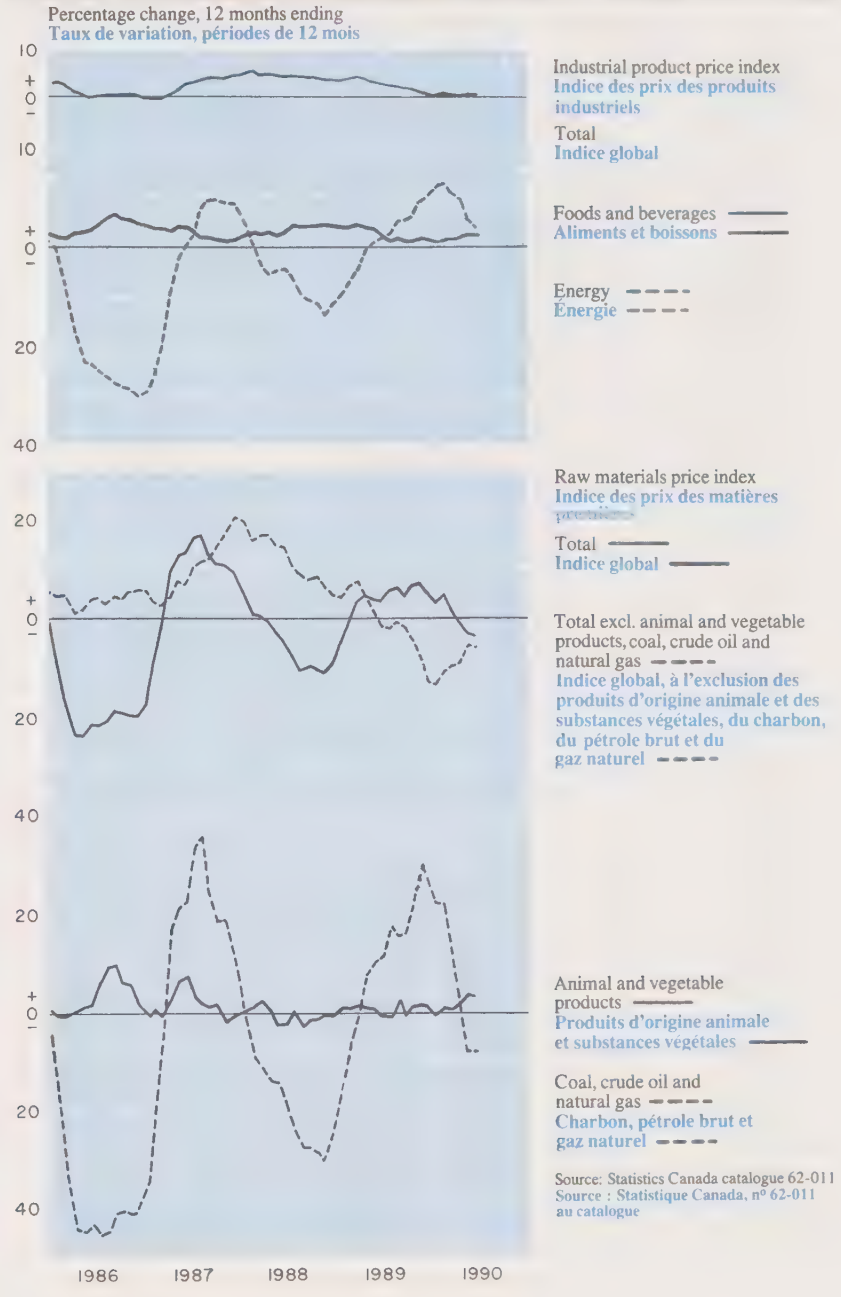 Percentage change, 12 months ending
Taux de variation, périodes de 12 mois
10
+
0
–
10
+
0
–
20
40
Industrial product price index
Indice des prix des produits
industriels
Total
Indice global
Foods and beverages
Aliments et boissons
Energy
Énergie
20
+
0
–
20
40
Raw materials price index
Indice des prix des matières
Total
Indice global
Total excl. animal and vegetable
products, coal, crude oil and
natural gas
Indice global, à l'exclusion des
produits d'origine animale et des
substances végétales, du charbon,
du pétrole brut et du
gaz naturel
20
+
0
–
20
40
Animal and vegetable
products
Produits d'origine animale
et substances végétales
Coal, crude oil and
natural gas
Charbon, pétrole brut et
gaz naturel
Source: Statistics Canada catalogue 62-011
Source : Statistique Canada, nº 62-011
au catalogue
1986 1987 1988 1989 1990